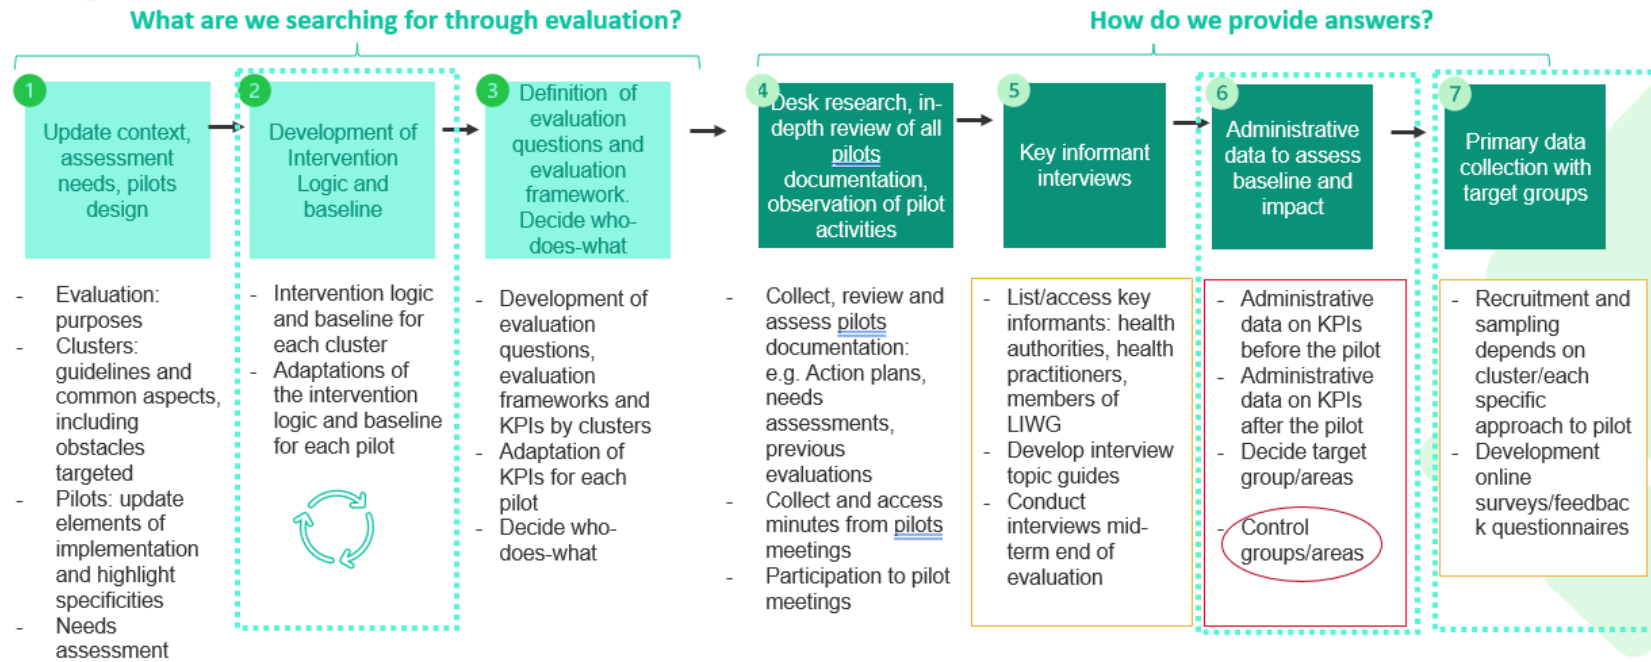 What are we searching for through evaluation?
How do we provide answers?
1
Update context,
assessment
needs, pilots
design
2
Development of
Intervention
Logic and
baseline
3
Definition of
evaluation
questions and
evaluation
framework.
Decide who-
does-what
4
Desk research, in-
depth review of all
pilots
documentation,
observation of pilot
activities
5
Key informant
interviews
6
Administrative
data to assess
baseline and
impact
7
Primary data
collection with
target groups
- Evaluation:
purposes
- Clusters:
guidelines and
common aspects,
including
obstacles
targeted
- Pilots: update
elements of
implementation
and highlight
specificities
- Needs
assessment
- Intervention logic
and baseline for
each cluster
- Adaptations of
the intervention
logic and baseline
for each pilot
- Development of
evaluation
questions,
evaluation
frameworks and
KPIs by clusters
- Adaptation of
KPIs for each
pilot
- Decide who-
does-what
- Collect, review and
assess pilots
documentation:
e.g. Action plans,
needs
assessments,
previous
evaluations
- Collect and access
minutes from pilots
meetings
- Participation to pilot
meetings
- List/access key
informants: health
authorities, health
practitioners,
members of
LIWG
- Develop interview
topic guides
- Conduct
interviews mid-
term end of
evaluation
- Administrative
data on KPIs
before the pilot
- Administrative
data on KPIs
after the pilot
- Decide target
group/areas
- Control
groups/areas
- Recruitment and
sampling
depends on
cluster/each
specific
approach to pilot
- Development
online
surveys/feedbac
k questionnaires